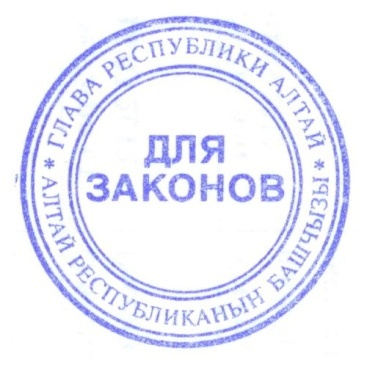 ГЛАВА РЕСПУБЛИКИ АЛТАЙ
ДЛЯ
ЗАКОНОВ
* АЛТАЙ РЕСПУБЛИКАНЫҤ БАШЧЫЗЫ *